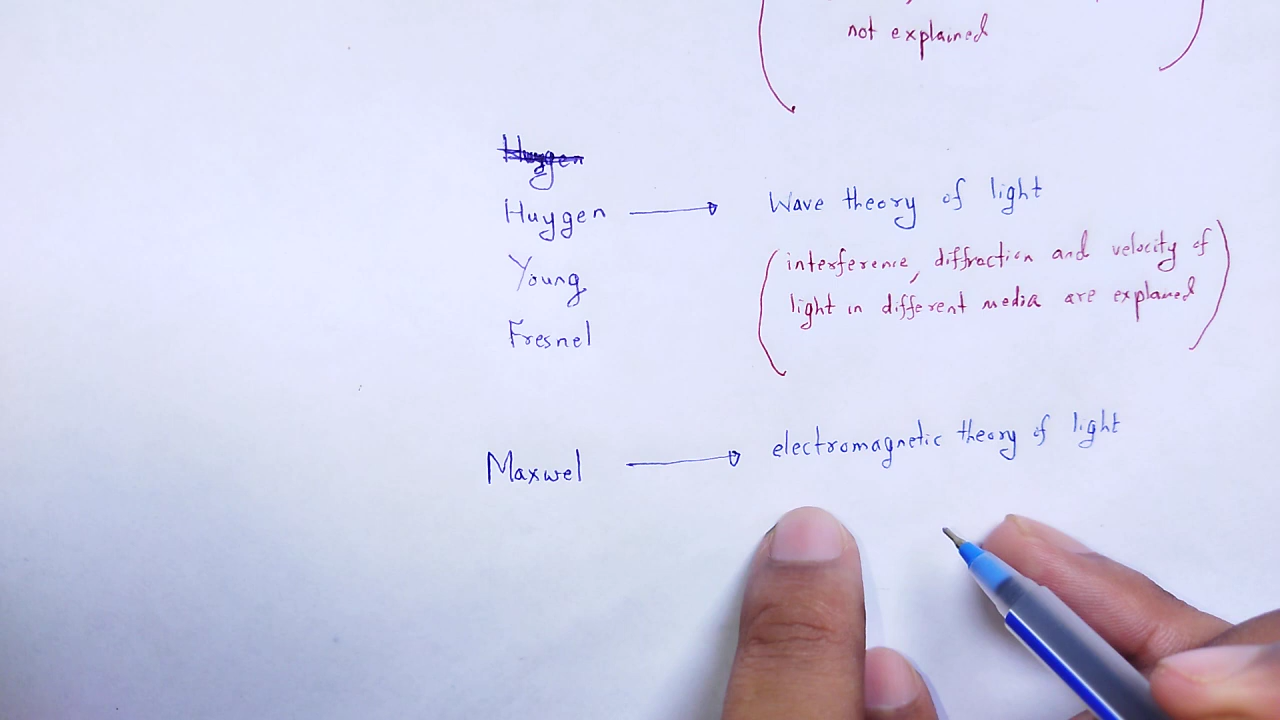 not explained
Huygen
Huygen → Wave theory of light
Young
(interference, diffraction and velocity of
light in different media are explaned)
Fresnel
Maxwel → electromagnetic theory of light